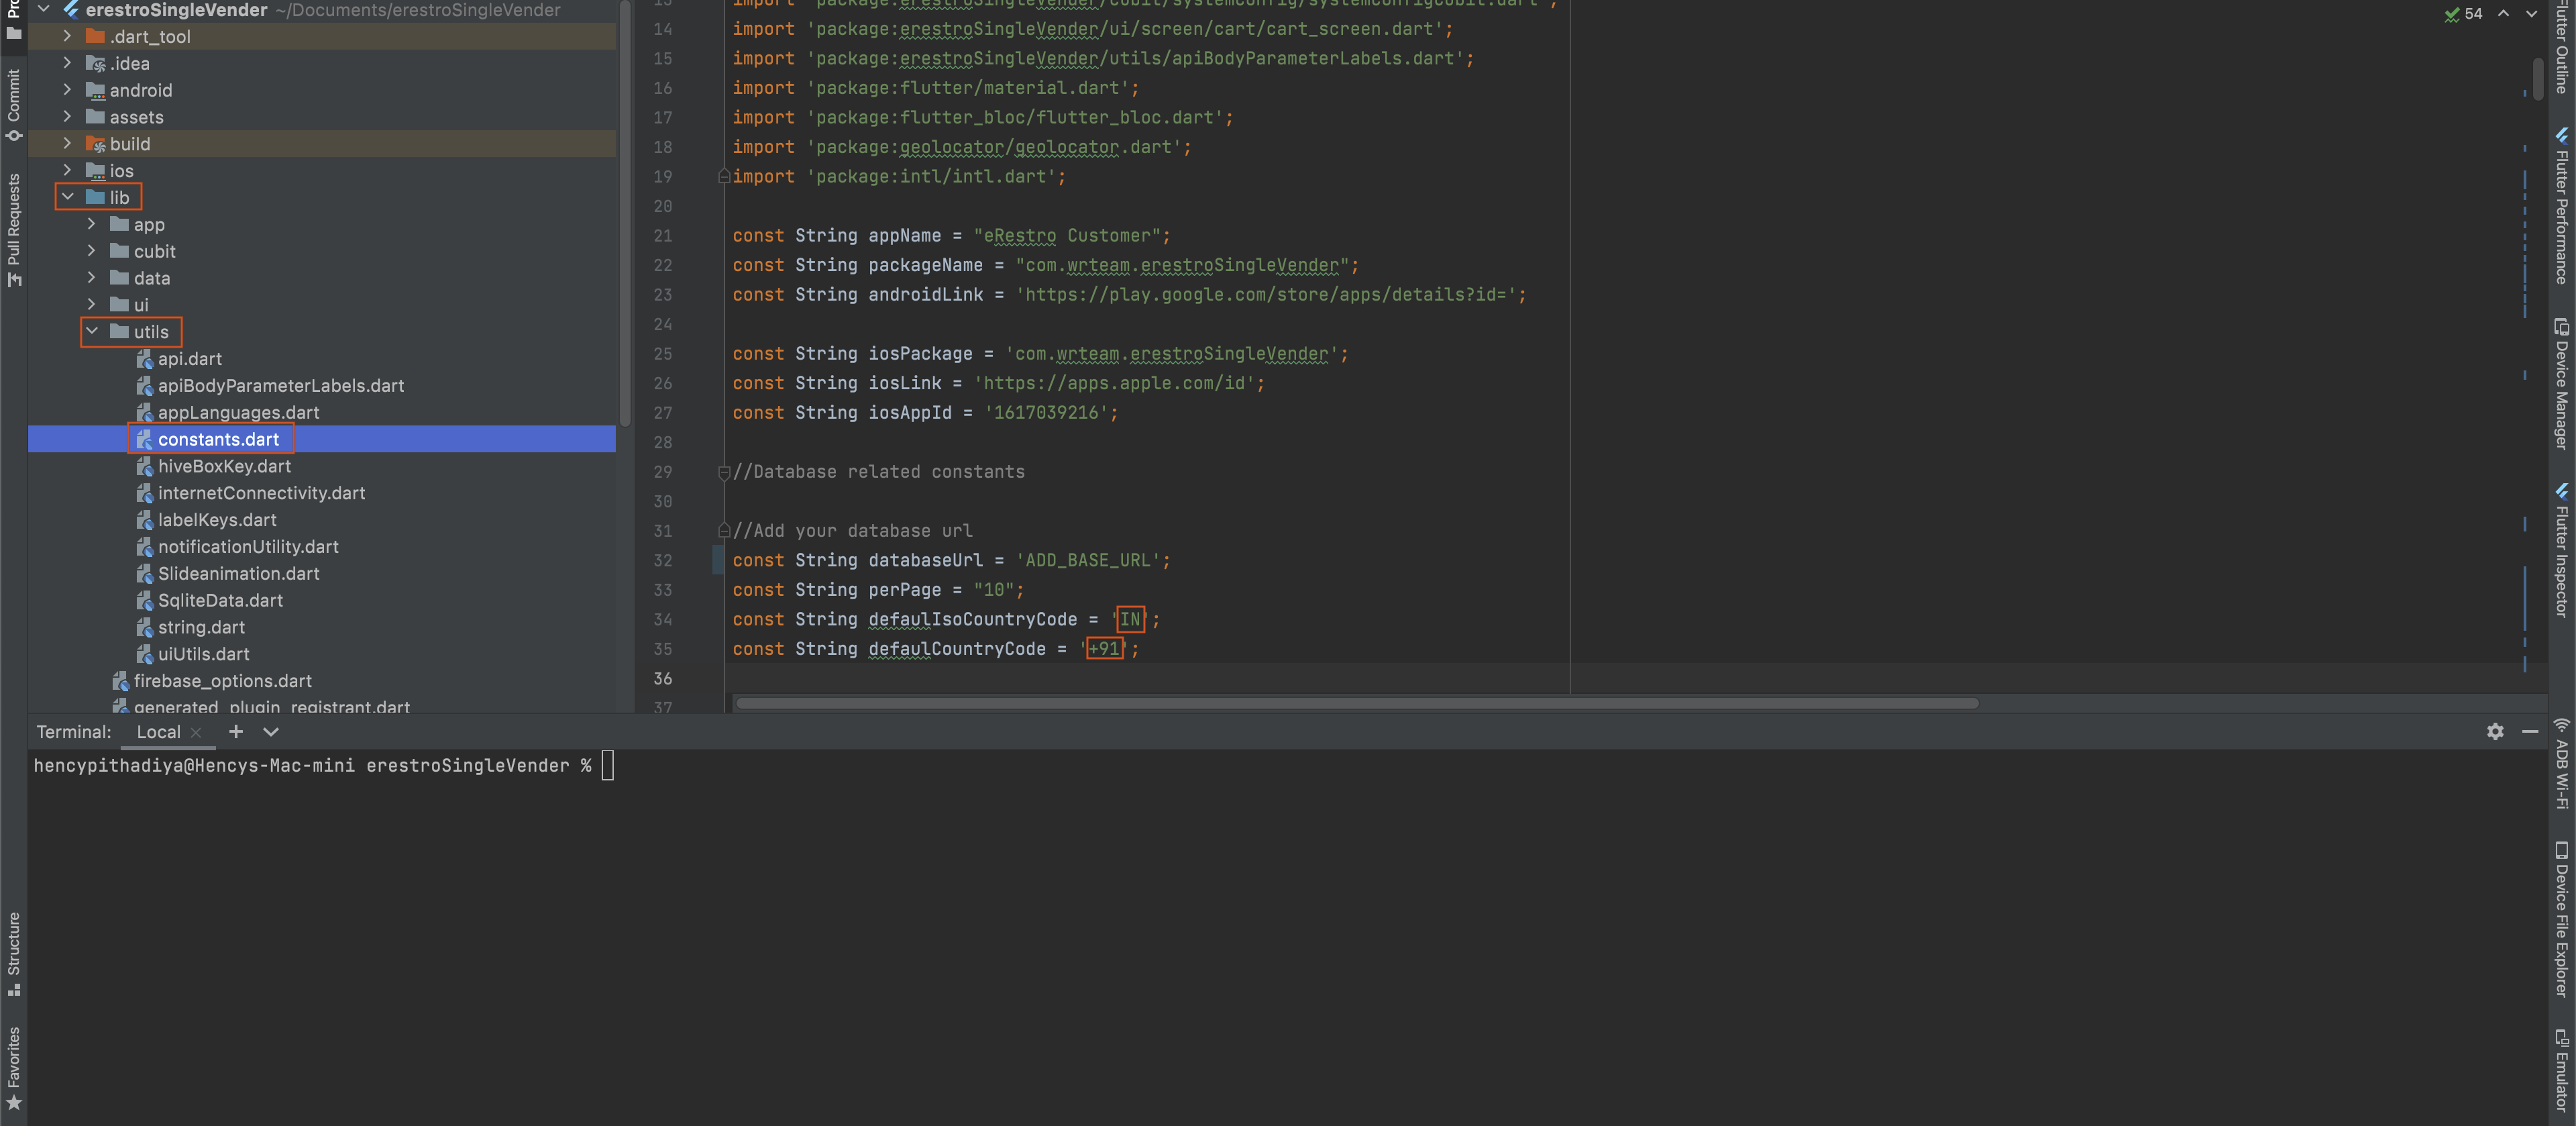 erestroSingleVender ~/Documents/erestroSingleVender
.dart_tool
.idea
android
assets
build
ios
lib
app
cubit
data
ui
utils
api.dart
apiBodyParameterLabels.dart
appLanguages.dart
constants.dart
hiveBoxKey.dart
internetConnectivity.dart
labelKeys.dart
notificationUtility.dart
Slideanimation.dart
SqliteData.dart
string.dart
uiUtils.dart
firebase_options.dart
generated_plugin_registrant.dart
Commit
Pull Requests
Structure
Favorites
13 import 'package:erestroSingleVender/cubit/systemConfig/systemConfigCubit.dart';
14 import 'package:erestroSingleVender/ui/screen/cart/cart_screen.dart';
15 import 'package:erestroSingleVender/utils/apiBodyParameterLabels.dart';
16 import 'package:flutter/material.dart';
17 import 'package:flutter_bloc/flutter_bloc.dart';
18 import 'package:geolocator/geolocator.dart';
19 import 'package:intl/intl.dart';
20
21 const String appName = "eRestro Customer";
22 const String packageName = "com.wrteam.erestroSingleVender";
23 const String androidLink = 'https://play.google.com/store/apps/details?id=';
24
25 const String iosPackage = 'com.wrteam.erestroSingleVender';
26 const String iosLink = 'https://apps.apple.com/id';
27 const String iosAppId = '1617039216';
28
29 //Database related constants
30
31 //Add your database url
32 const String databaseUrl = 'ADD_BASE_URL';
33 const String perPage = "10";
34 const String defaulIsoCountryCode = 'IN';
35 const String defaulCountryCode = '+91';
36
37
54
Flutter Outline
Flutter Performance
Device Manager
Flutter Inspector
ADB Wi-Fi
Device File Explorer
Emulator
Terminal: Local
hencypithadiya@Hencys-Mac-mini erestroSingleVender %